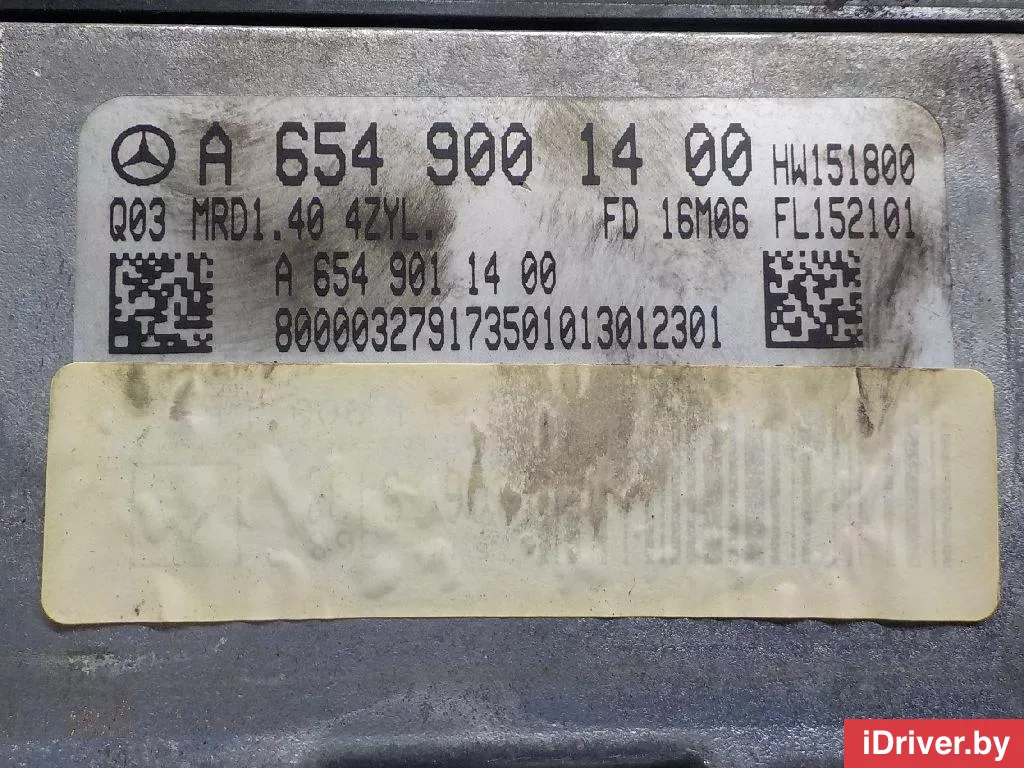 A 654 900 14 00 HW151800
Q03 MRD1.40 4ZYL. FD 16M06 FL152101
A 654 901 14 00
80000327917350101301230​1
iDriver.by